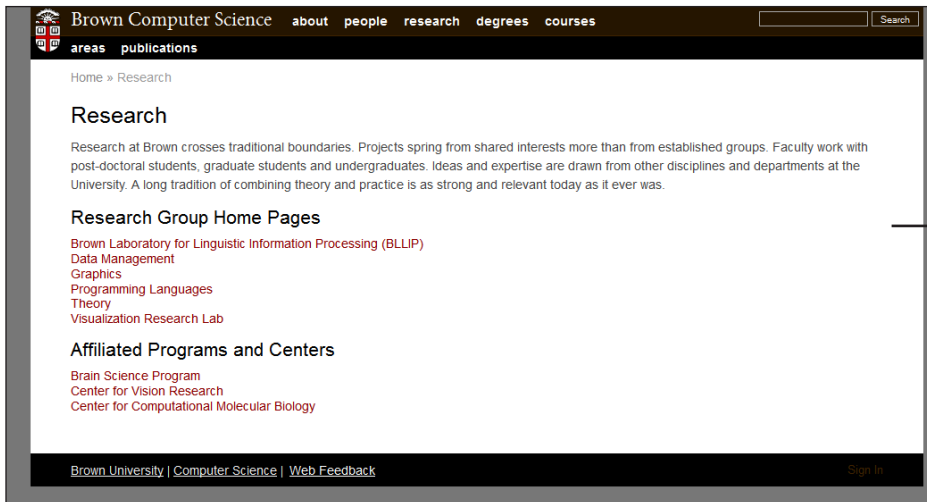 Brown Computer Science about people research degrees courses Search
areas publications
Home » Research
Research
Research at Brown crosses traditional boundaries. Projects spring from shared interests more than from established groups. Faculty work with
post-doctoral students, graduate students and undergraduates. Ideas and expertise are drawn from other disciplines and departments at the
University. A long tradition of combining theory and practice is as strong and relevant today as it ever was.
Research Group Home Pages
Brown Laboratory for Linguistic Information Processing (BLLIP)
Data Management
Graphics
Programming Languages
Theory
Visualization Research Lab
Affiliated Programs and Centers
Brain Science Program
Center for Vision Research
Center for Computational Molecular Biology
Brown University | Computer Science | Web Feedback Sign In